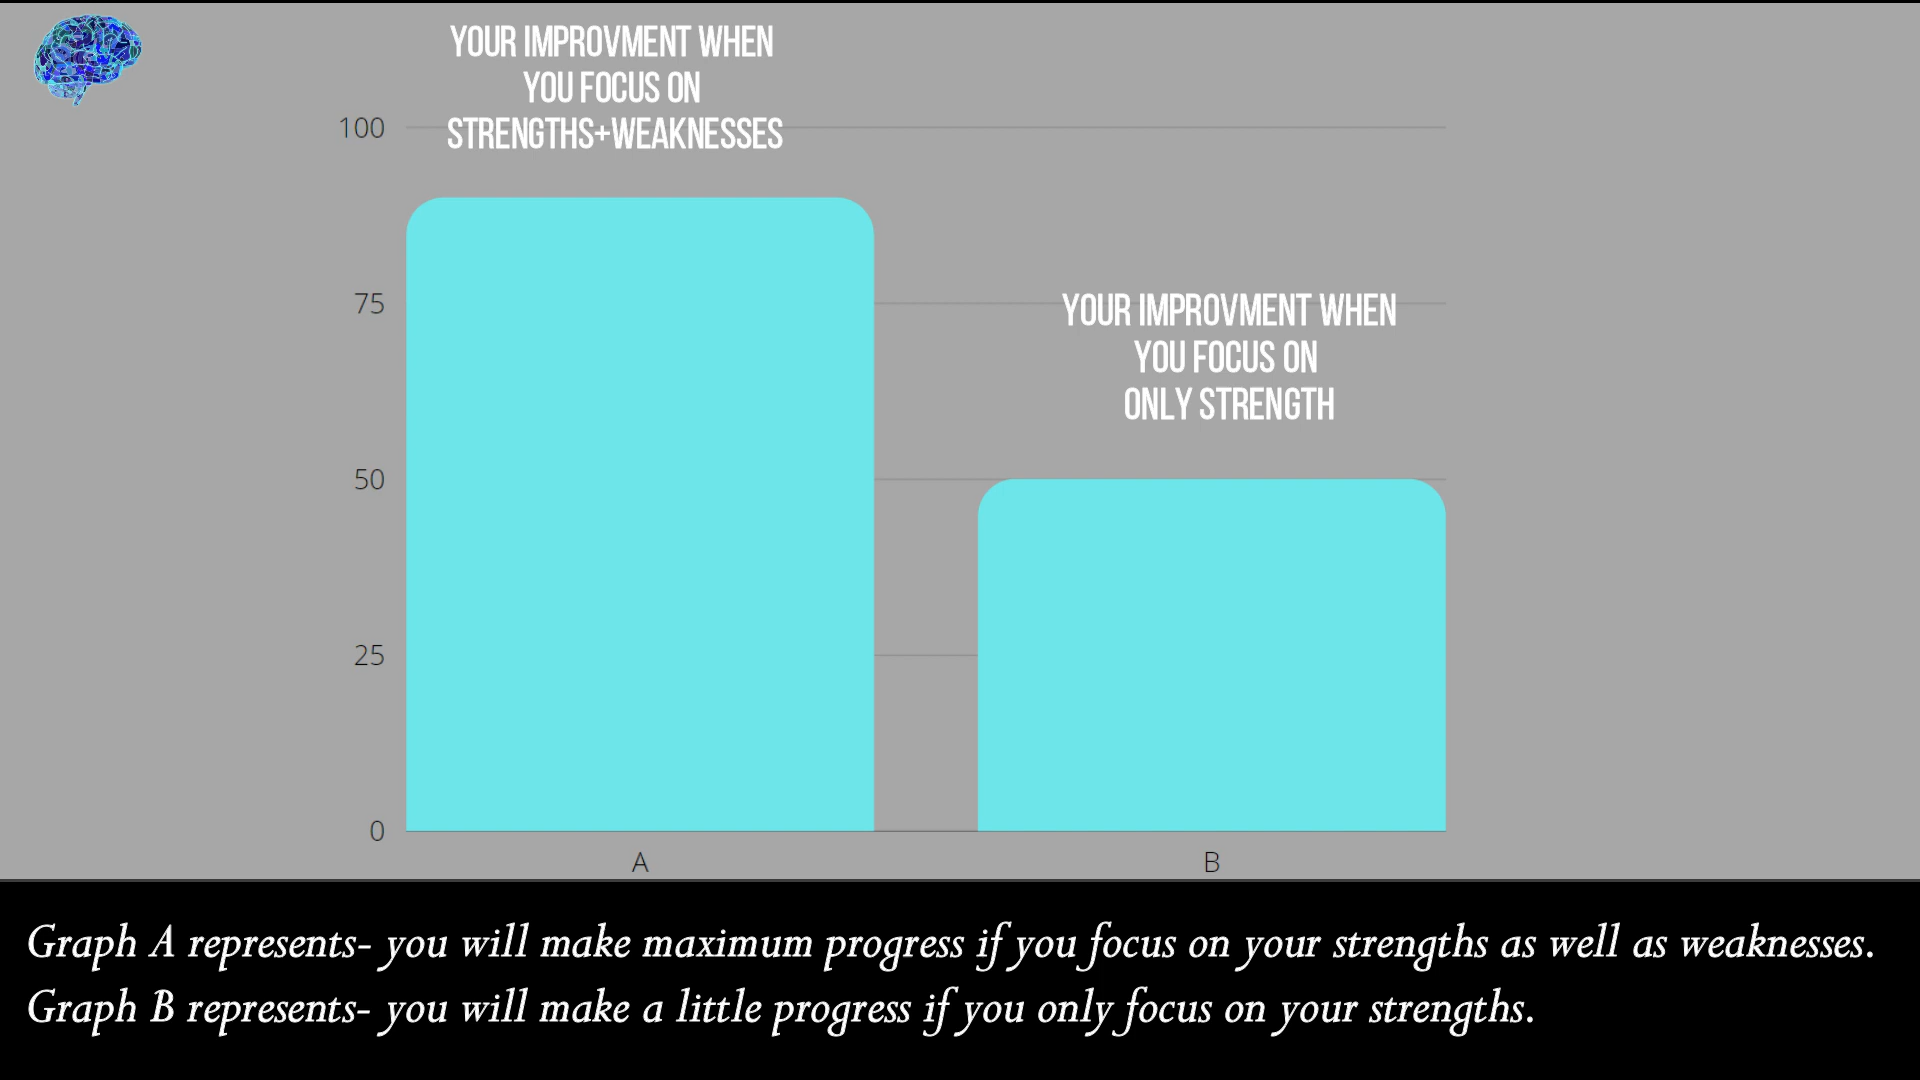 YOUR IMPROVMENT WHEN
YOU FOCUS ON
STRENGTHS+WEAKNESSES
100
75
YOUR IMPROVMENT WHEN
YOU FOCUS ON
ONLY STRENGTH
50
25
0
A
B
Graph A represents- you will make maximum progress if you focus on your strengths as well as weaknesses.
Graph B represents- you will make a little progress if you only focus on your strengths.